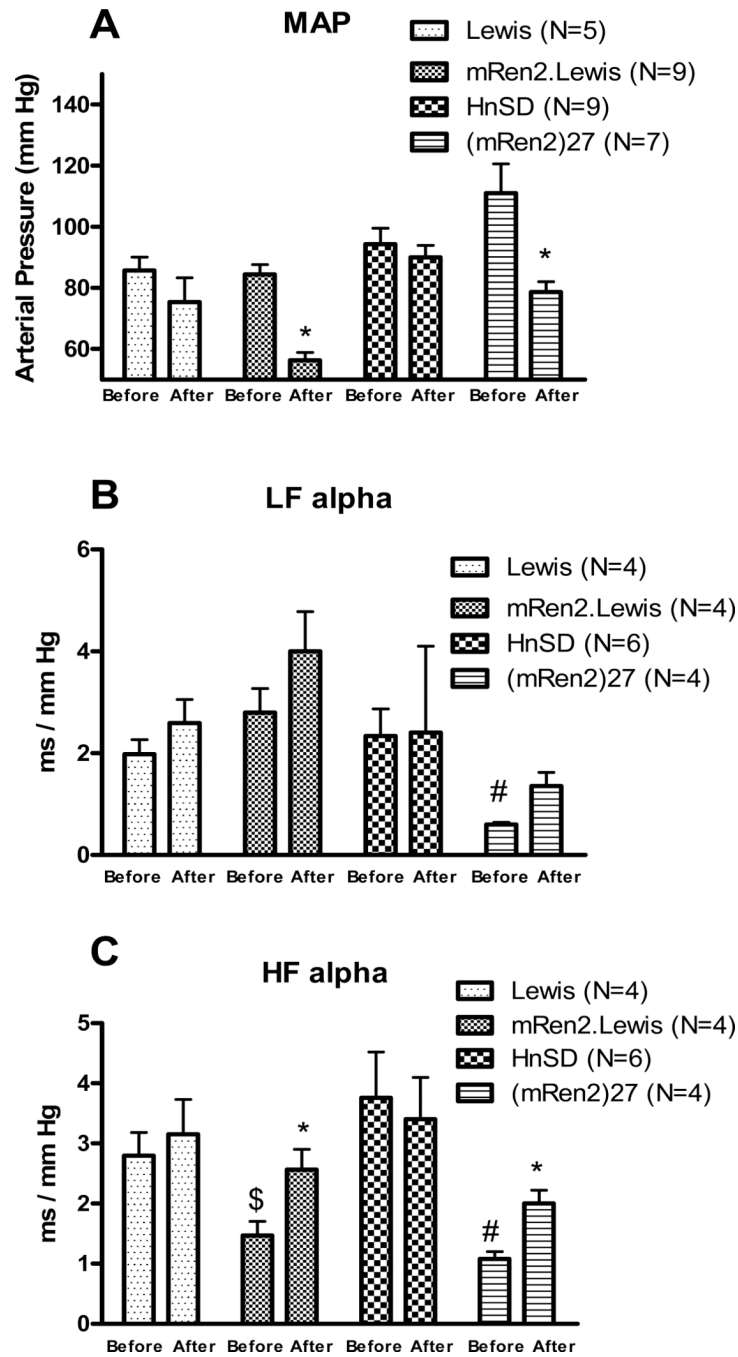 A
MAP
Lewis (N=5)
mRen2.Lewis (N=9)
HnSD (N=9)
(mRen2)27 (N=7)
Arterial Pressure (mm Hg)
140
120
100
80
60
*
*
Before After Before After Before After Before After
B
LF alpha
Lewis (N=4)
mRen2.Lewis (N=4)
HnSD (N=6)
(mRen2)27 (N=4)
ms / mm Hg
6
4
2
0
#
Before After Before After Before After Before After
C
HF alpha
Lewis (N=4)
mRen2.Lewis (N=4)
HnSD (N=6)
(mRen2)27 (N=4)
ms / mm Hg
5
4
3
2
1
0
$
*
#
*
Before After Before After Before After Before After